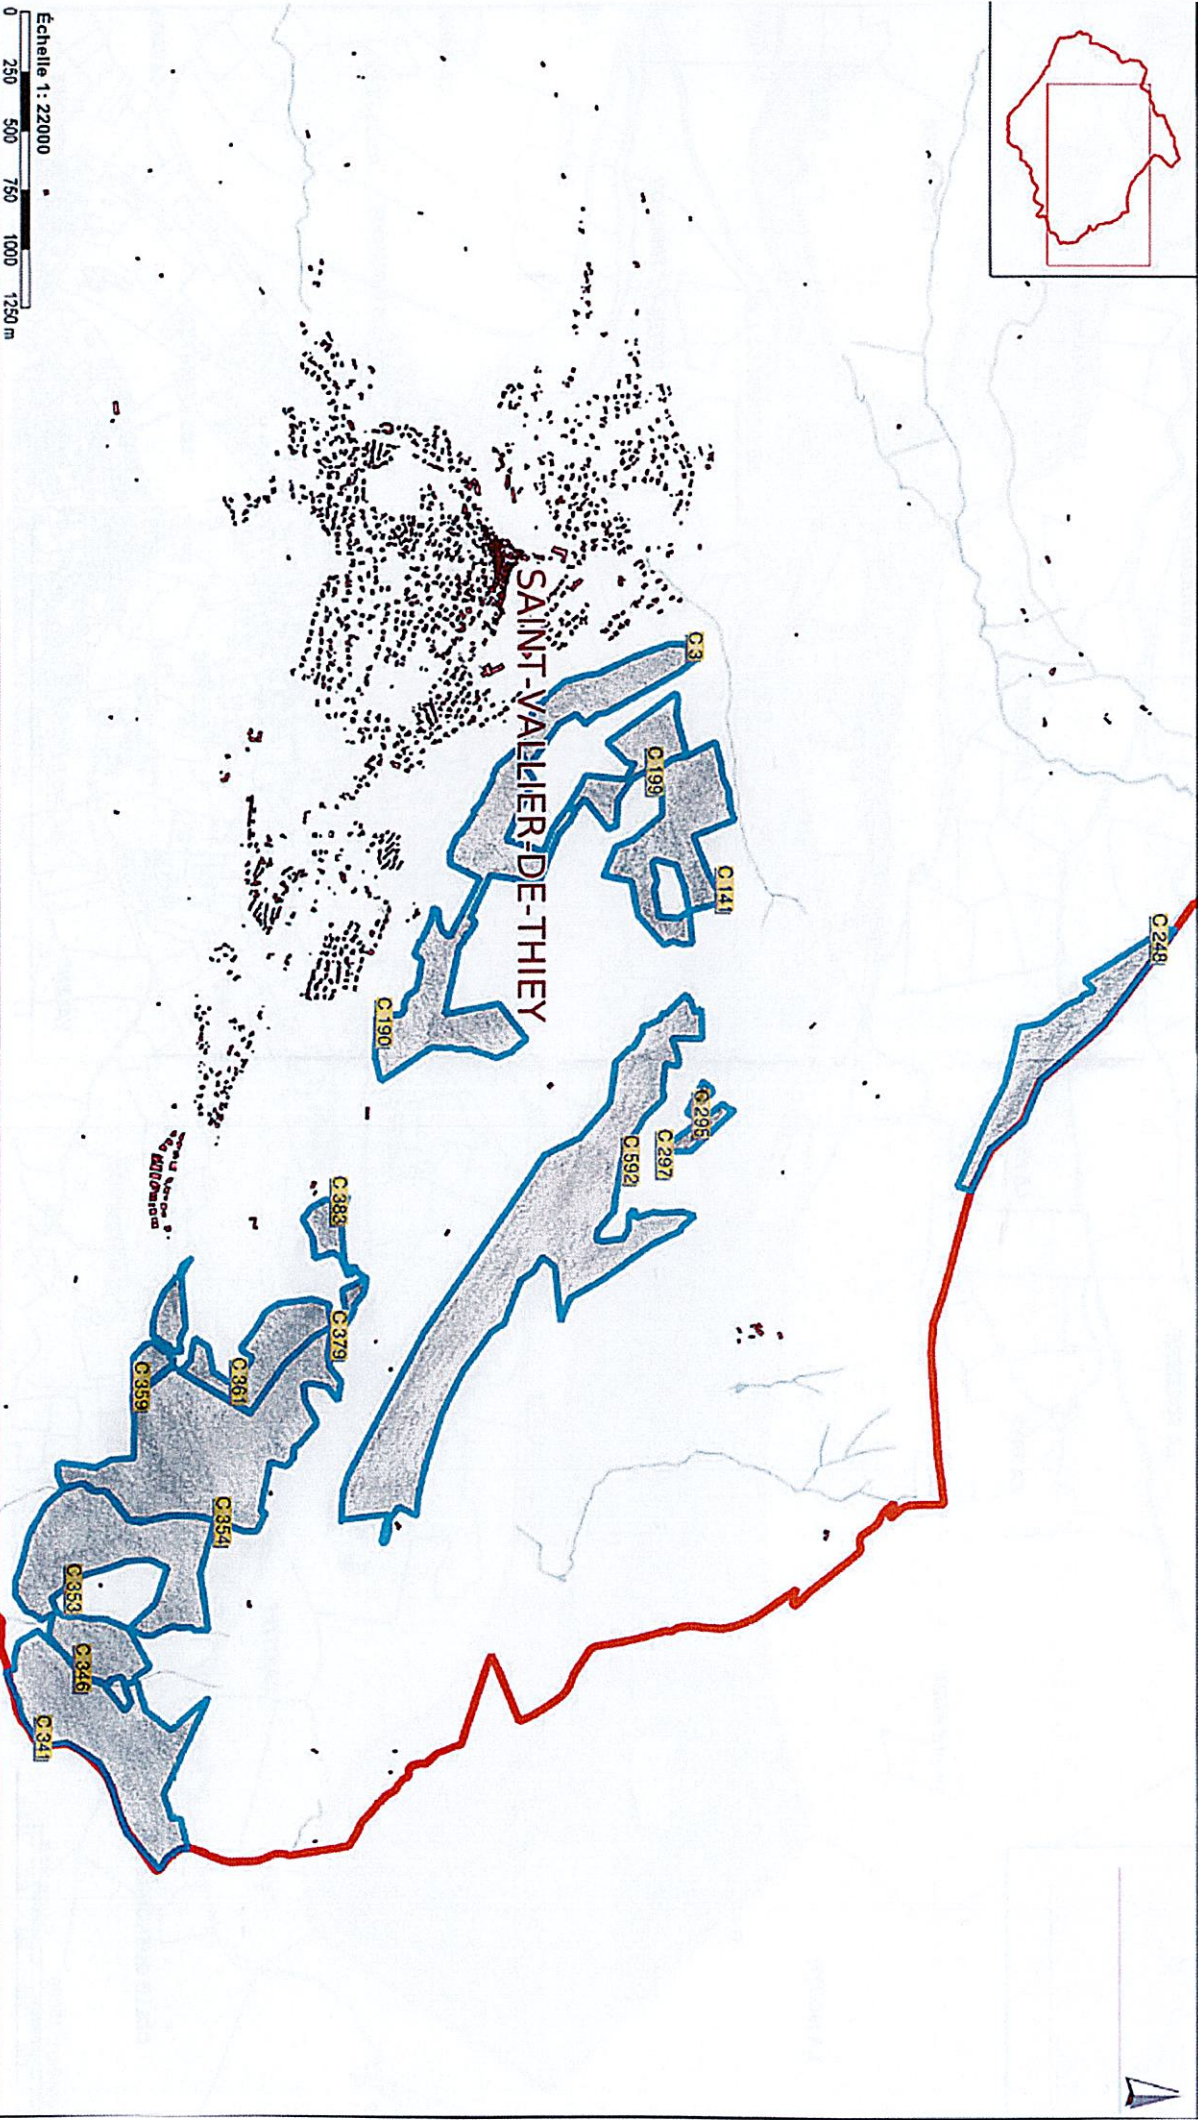 C 248
C 3
C 199
C 141
SAINT-VALLIER-DE-THIEY
C 190
C 295
C 297
C 592
C 383
C 379
C 361
C 359
C 354
C 353
C 346
C 341
Échelle 1: 22000
0 250 500 750 1000 1250 m